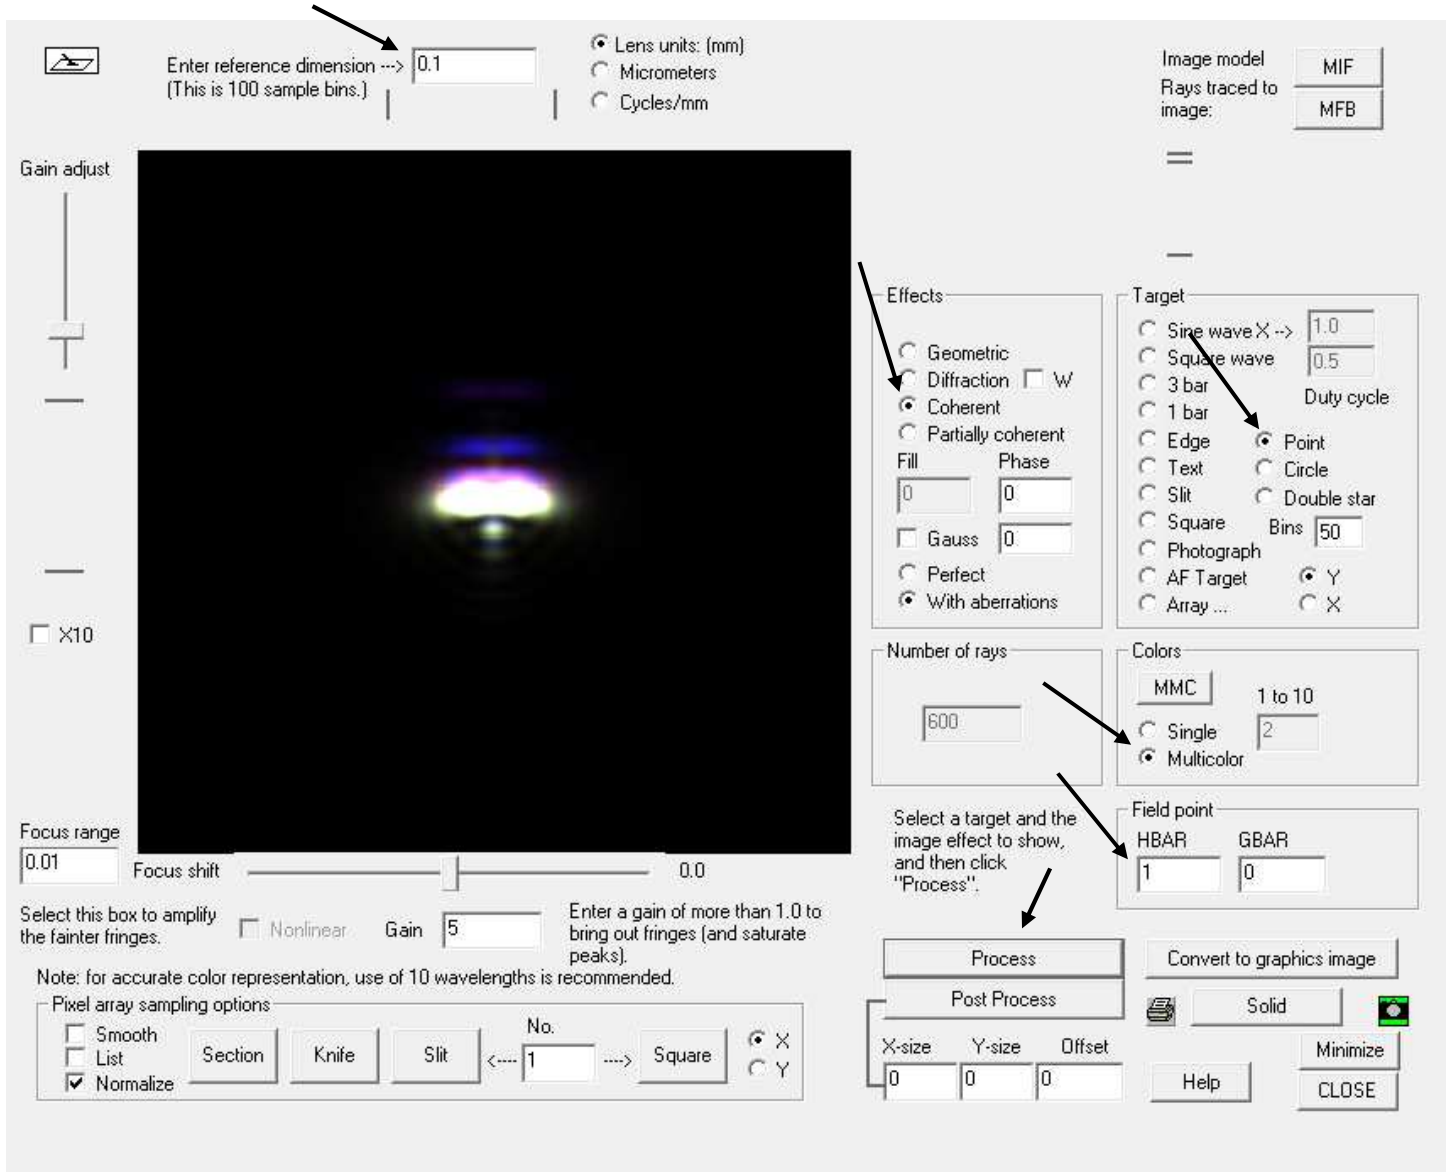 Enter reference dimension --->
(This is 100 sample bins.)
0.1
Lens units: (mm)
Micrometers
Cycles/mm
Image model
Rays traced to
image:
MIF
MFB
Gain adjust
X10
Effects
Geometric
Diffraction
W
Coherent
Partially coherent
Fill
Phase
0
0
Gauss
0
Perfect
With aberrations
Target
Sine wave X -->
1.0
Square wave
0.5
3 bar
Duty cycle
1 bar
Edge
Point
Text
Circle
Slit
Double star
Square
Bins
50
Photograph
AF Target
Y
Array ...
X
Number of rays
600
Colors
MMC
1 to 10
Single
2
Multicolor
Select a target and the
image effect to show,
and then click
"Process".
Field point
HBAR
GBAR
1
0
Focus range
0.01
Focus shift
0.0
Select this box to amplify
the fainter fringes.
Nonlinear
Gain
5
Enter a gain of more than 1.0 to
bring out fringes (and saturate
peaks).
Note: for accurate color representation, use of 10 wavelengths is recommended.
Pixel array sampling options
Smooth
List
Normalize
Section
Knife
Slit
No.
<----
1
---->
Square
X
Y
Process
Post Process
Convert to graphics image
Solid
X-size
Y-size
Offset
0
0
0
Help
Minimize
CLOSE